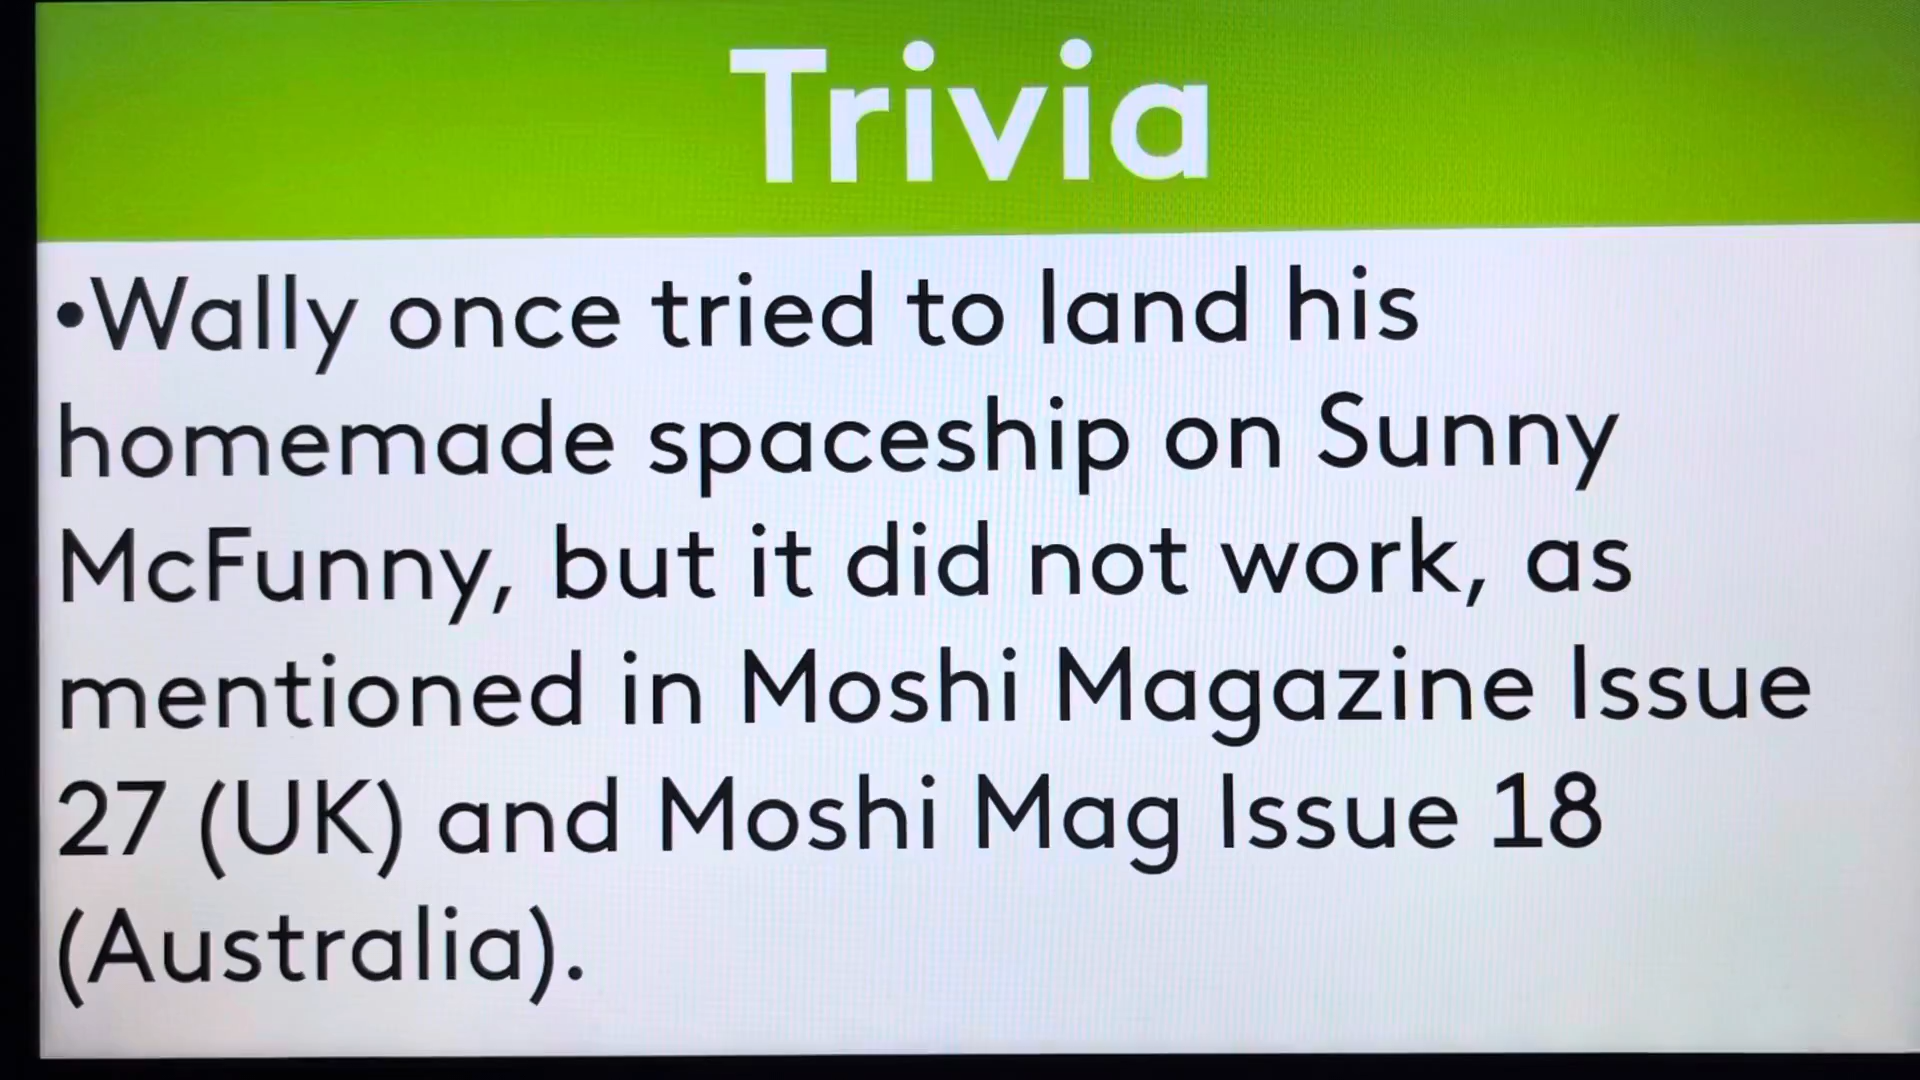 Trivia
•Wally once tried to land his
homemade spaceship on Sunny
McFunny, but it did not work, as
mentioned in Moshi Magazine Issue
27 (UK) and Moshi Mag Issue 18
(Australia).